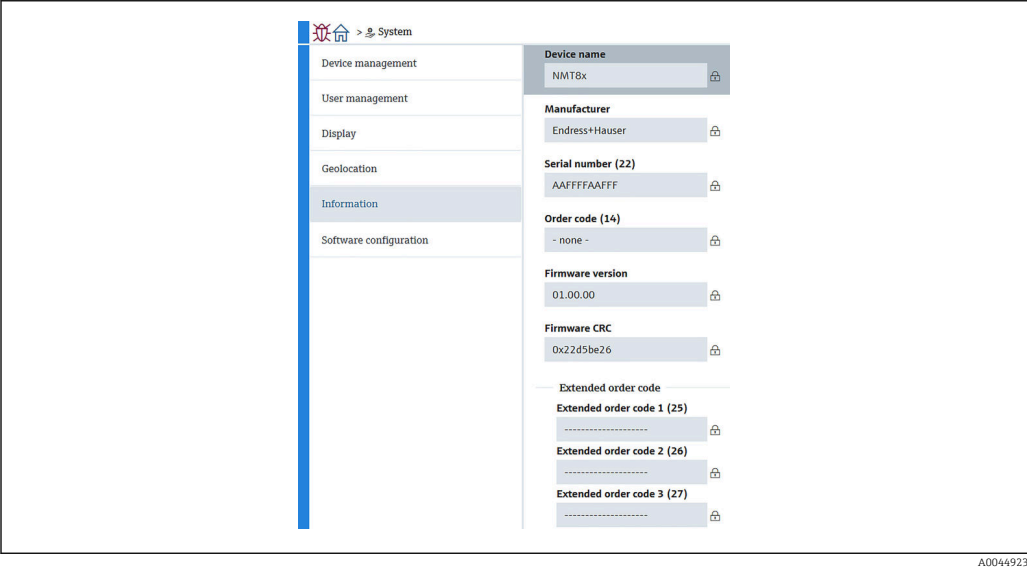 > System
Device management
User management
Display
Geolocation
Information
Software configuration
Device name
NMT8x
Manufacturer
Endress+Hauser
Serial number (22)
AAFFFFAAFFF
Order code (14)
- none -
Firmware version
01.00.00
Firmware CRC
0x22d5be26
Extended order code
Extended order code 1 (25)
--------------------
Extended order code 2 (26)
--------------------
Extended order code 3 (27)
--------------------
A0044923